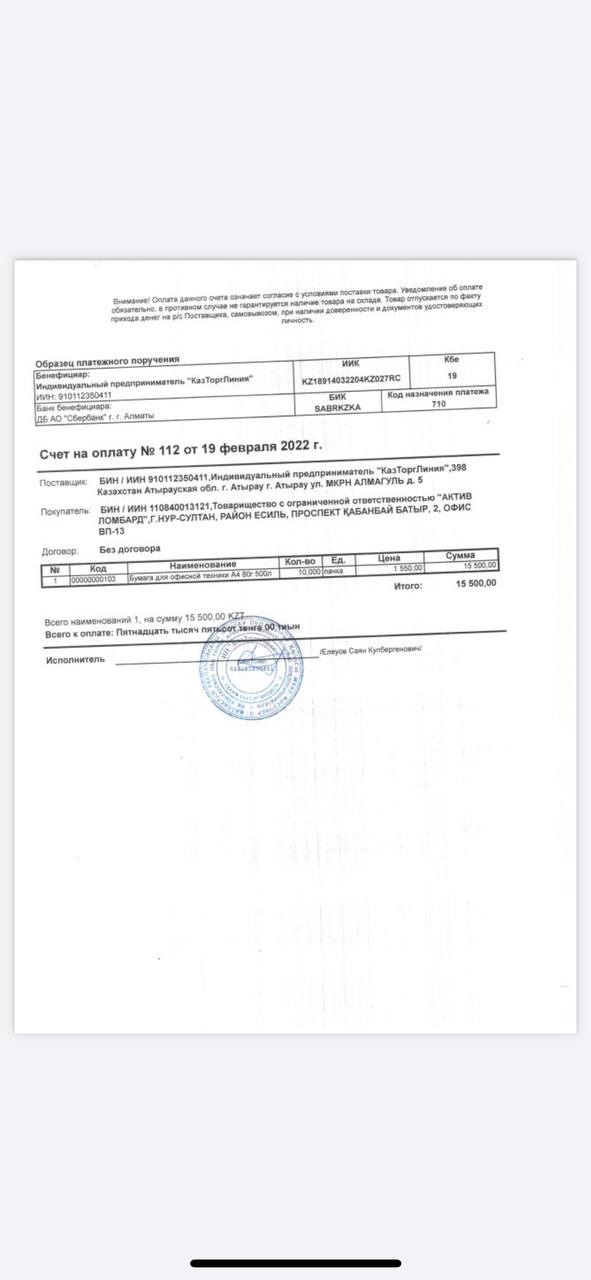 Внимание! Оплата данного счета означает согласие с условиями поставки товара. Уведомление об оплате
обязательно, в противном случае не гарантируется наличие товара на складе. Товар отпускается по факту
прихода денег на р/с Поставщика, самовывозом, при наличии доверенности и документов удостоверяющих
личность.
Образец платежного поручения
Бенефициар: ИИК Кбе
Индивидуальный предприниматель "КазТоргЛиния" KZ18914032204KZ027RC 19
ИИН: 910112350411
Банк бенефициара: БИК Код назначения платежа
ДБ АО "Сбербанк" г. г. Алматы SABRKZKA 710
Счет на оплату № 112 от 19 февраля 2022 г.
Поставщик: БИН / ИИН 910112350411,Индивидуальный предприниматель "КазТоргЛиния",398
Казахстан Атырауская обл. г. Атырау г. Атырау ул. МКРН АЛМАГУЛЬ д. 5
Покупатель: БИН / ИИН 110840013121,Товарищество с ограниченной ответственностью "АКТИВ
ЛОМБАРД",Г.НУР-СУЛТАН, РАЙОН ЕСИЛЬ, ПРОСПЕКТ ҚАБАНБАЙ БАТЫР, 2, ОФИС
ВП-13
Договор: Без договора
№ Код Наименование Кол-во Ед. Цена Сумма
1 00000000103 Бумага для офисной техники А4 80г 500л 10,000 пачка 1 550,00 15 500,00
Итого: 15 500,00
Всего наименований 1, на сумму 15 500,00 KZT
Всего к оплате: Пятнадцать тысяч пятьсот тенге 00 тиын
Исполнитель /Елеуов Саян Кулбергенович/